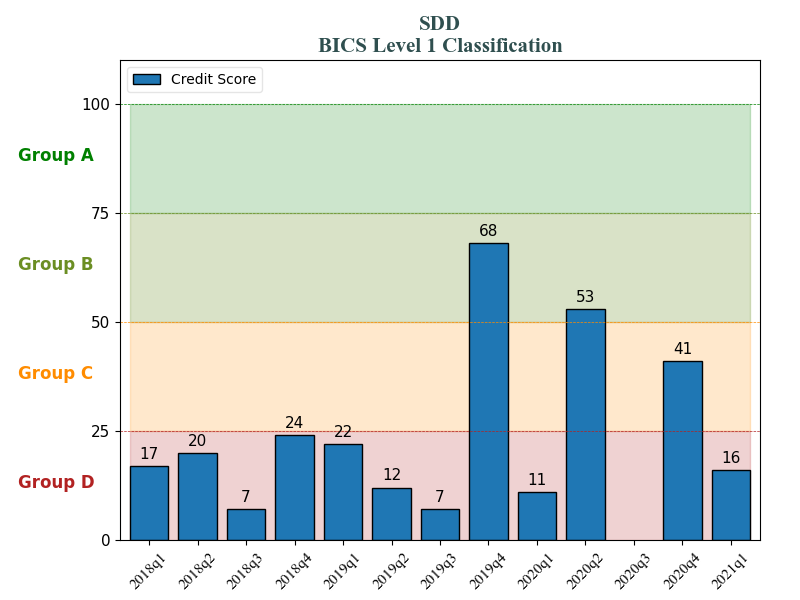 SDD
BICS Level 1 Classification
Credit Score
100
Group A
75
Group B
50
Group C
25
Group D
0
17
20
7
24
22
12
7
68
11
53
41
16
2018q1
2018q2
2018q3
2018q4
2019q1
2019q2
2019q3
2019q4
2020q1
2020q2
2020q3
2020q4
2021q1